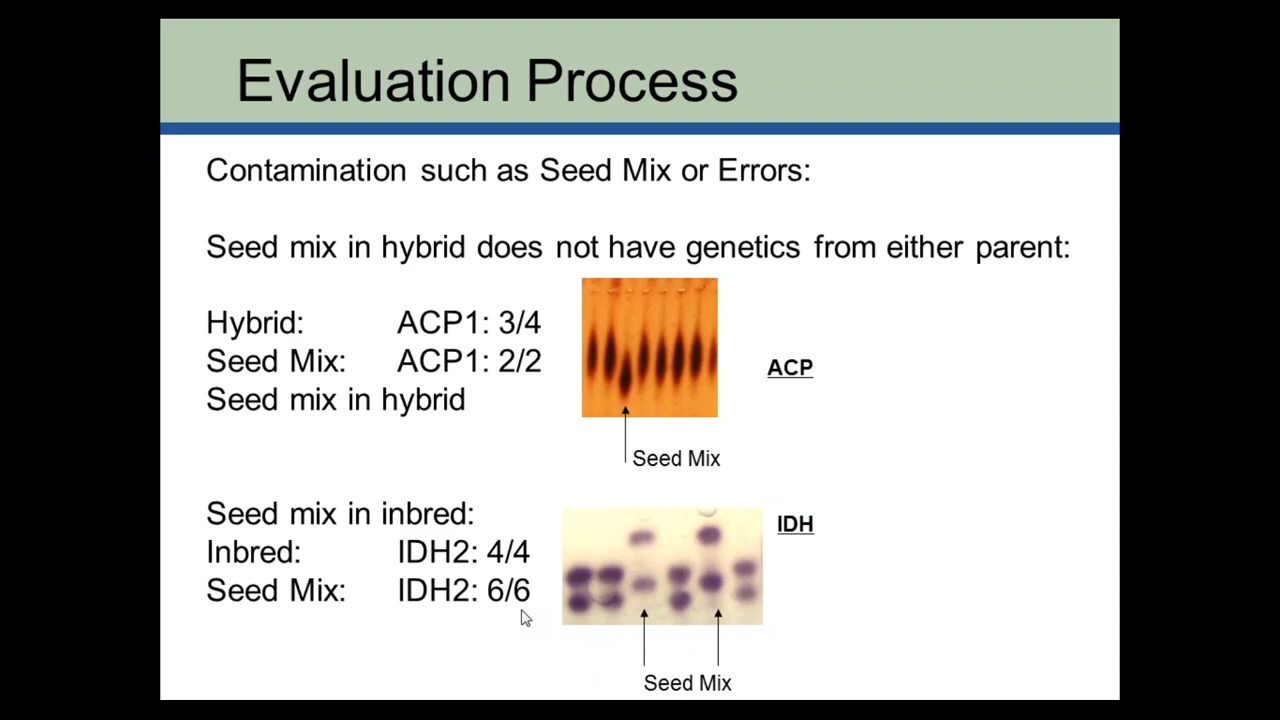 Evaluation Process
Contamination such as Seed Mix or Errors:
Seed mix in hybrid does not have genetics from either parent:
Hybrid: ACP1: 3/4
Seed Mix: ACP1: 2/2
Seed mix in hybrid
ACP
Seed Mix
Seed mix in inbred:
Inbred: IDH2: 4/4
Seed Mix: IDH2: 6/6
IDH
Seed Mix